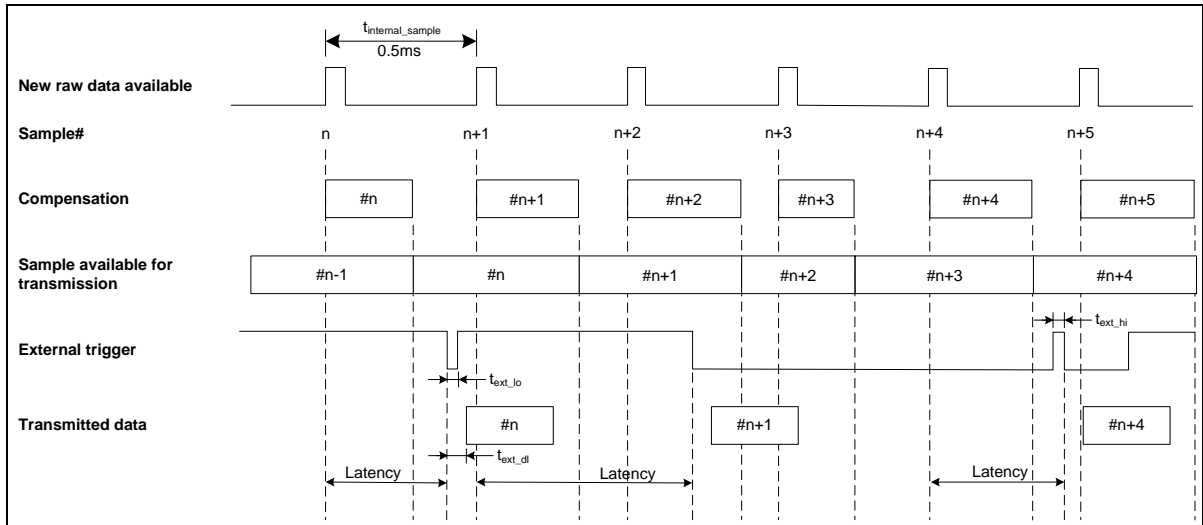 t_internal_sample
0.5ms
New raw data available
Sample#
n
n+1
n+2
n+3
n+4
n+5
Compensation
#n
#n+1
#n+2
#n+3
#n+4
#n+5
Sample available for
transmission
#n-1
#n
#n+1
#n+2
#n+3
#n+4
External trigger
t_ext_hi
t_ext_lo
Transmitted data
#n
#n+1
#n+4
t_ext_dl
Latency
Latency
Latency